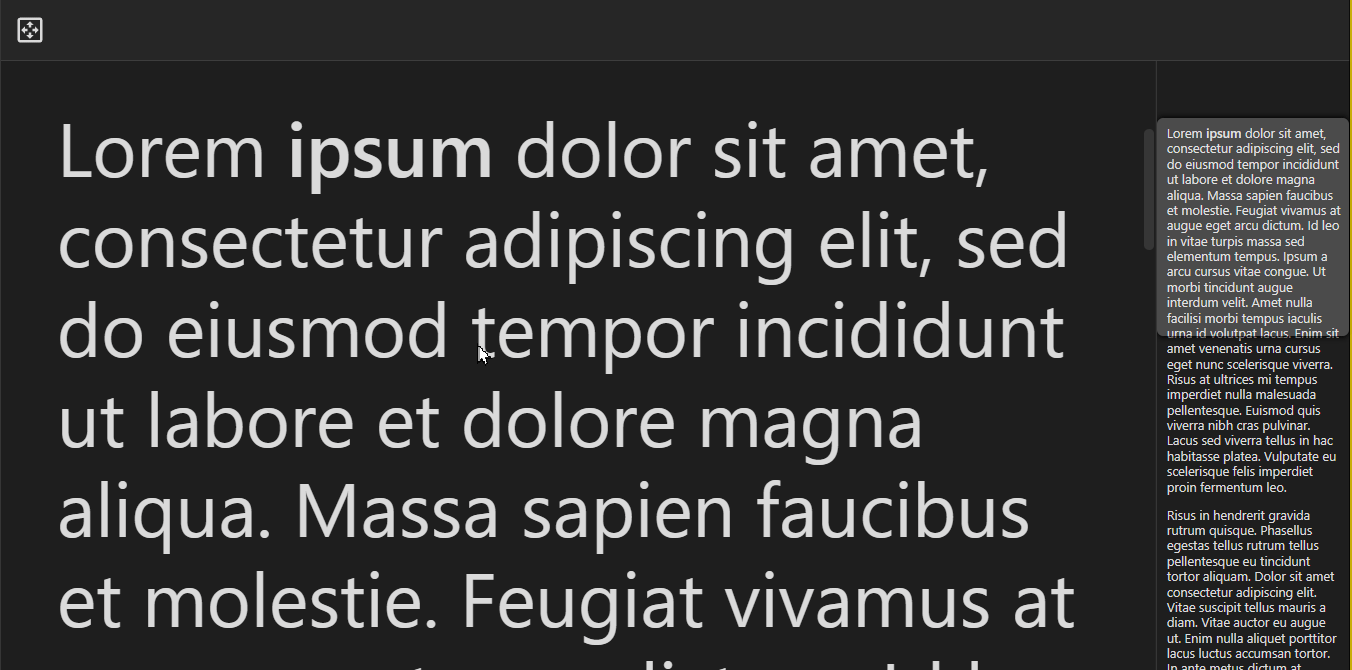 Lorem ipsum dolor sit amet,
consectetur adipiscing elit, sed
do eiusmod tempor incididunt
ut labore et dolore magna
aliqua. Massa sapien faucibus
et molestie. Feugiat vivamus at
Lorem ipsum dolor sit amet,
consectetur adipiscing elit, sed
do eiusmod tempor incididunt
ut labore et dolore magna
aliqua. Massa sapien faucibus
et molestie. Feugiat vivamus at
augue eget arcu dictum. Id leo
in vitae turpis massa sed
elementum tempus. Ipsum a
arcu cursus vitae congue. Ut
morbi tincidunt augue
interdum velit. Amet nulla
facilisi morbi tempus iaculis
urna id volutpat lacus. Enim sit
amet venenatis urna cursus
eget nunc scelerisque viverra.
Risus at ultrices mi tempus
imperdiet nulla malesuada
pellentesque. Euismod quis
viverra nibh cras pulvinar.
Lacus sed viverra tellus in hac
habitasse platea. Vulputate eu
scelerisque felis imperdiet
proin fermentum leo.
Risus in hendrerit gravida
rutrum quisque. Phasellus
egestas tellus rutrum tellus
pellentesque eu tincidunt
tortor aliquam. Dolor sit amet
consectetur adipiscing elit.
Vitae suscipit tellus mauris a
diam. Vitae auctor eu augue
ut. Enim nulla aliquet porttitor
lacus luctus accumsan tortor.
In ante metus dictum at